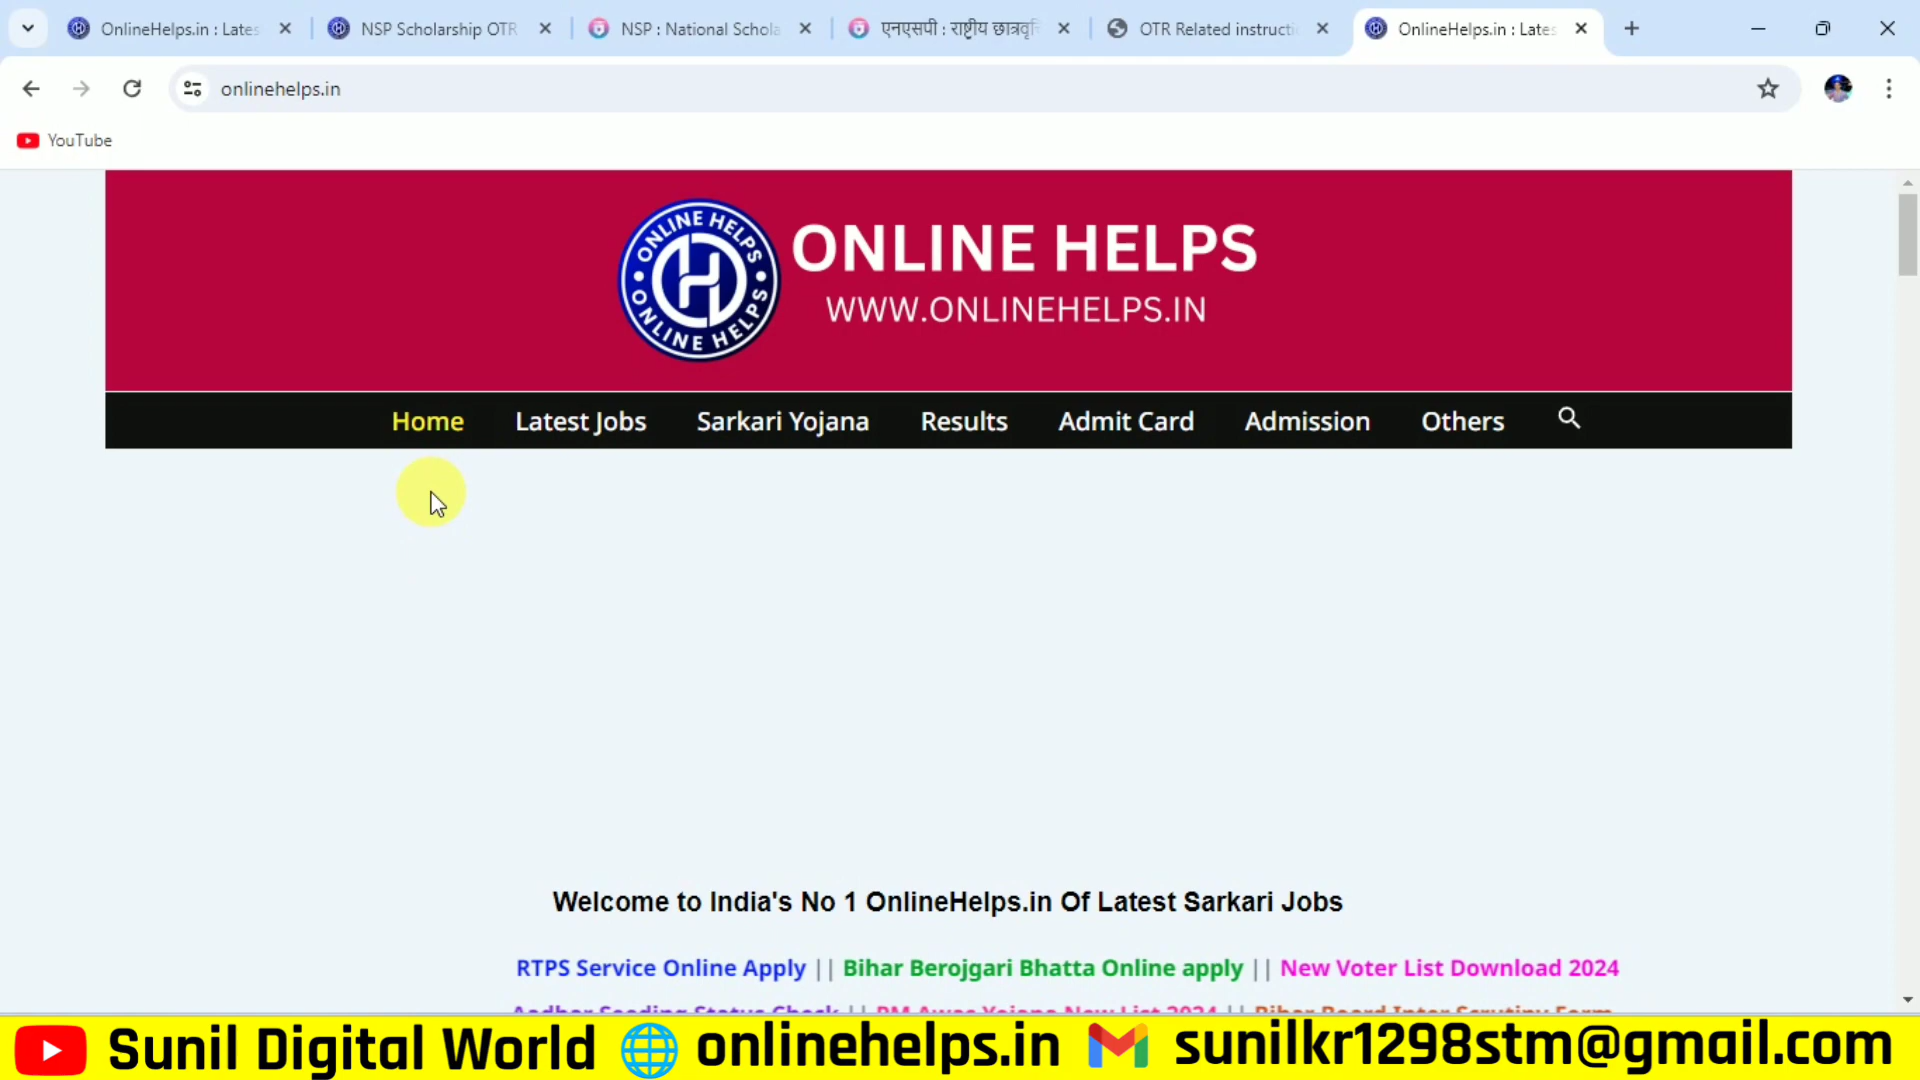 OnlineHelps.in : Lates
NSP Scholarship OTR
NSP : National Schola
एनएसपी : राष्ट्रीय छात्रवृत्ति
OTR Related instructi
OnlineHelps.in : Lates
onlinehelps.in
YouTube
ONLINE HELPS
ONLINE HELPS
ONLINE HELPS
WWW.ONLINEHELPS.IN
Home Latest Jobs Sarkari Yojana Results Admit Card Admission Others
Welcome to India's No 1 OnlineHelps.in Of Latest Sarkari Jobs
RTPS Service Online Apply || Bihar Berojgari Bhatta Online apply || New Voter List Download 2024
Aadhar Seeding Status Check || PM Awas Yojana New List 2024 || Bihar Board Inter Scrutiny Form
Sunil Digital World onlinehelps.in sunilkr1298stm@gmail.com